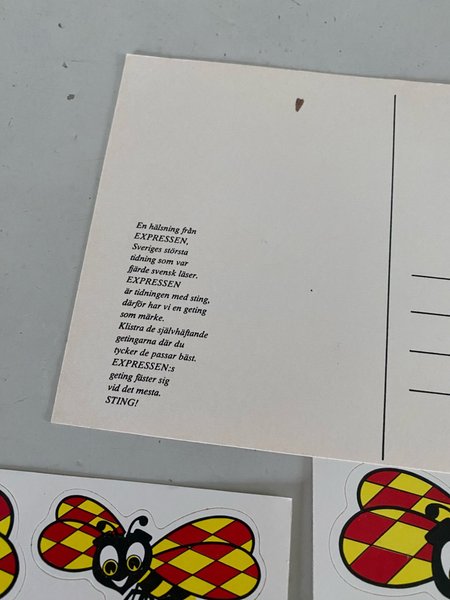 En hälsning från
EXPRESSEN,
Sveriges största
tidning som var
fjärde svensk läser.
EXPRESSEN
är tidningen med sting,
därför har vi en geting
som märke.
Klistra de självhäftande
getingarna där du
tycker de passar bäst.
EXPRESSEN:s
geting fäster sig
vid det mesta.
STING!